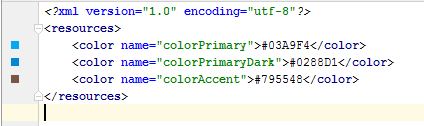 <?xml version="1.0" encoding="utf-8"?>
<resources>
    <color name="colorPrimary">#03A9F4</color>
    <color name="colorPrimaryDark">#0288D1</color>
    <color name="colorAccent">#795548</color>
</resources>